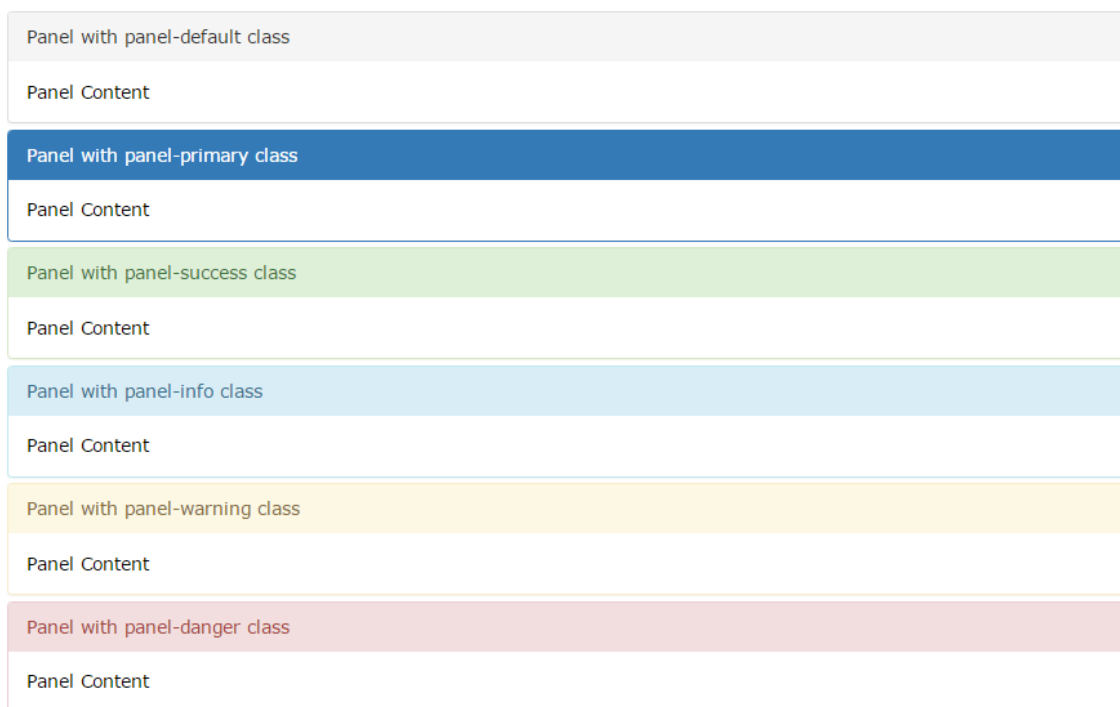 Panel with panel-default class
Panel Content
Panel with panel-primary class
Panel Content
Panel with panel-success class
Panel Content
Panel with panel-info class
Panel Content
Panel with panel-warning class
Panel Content
Panel with panel-danger class
Panel Content